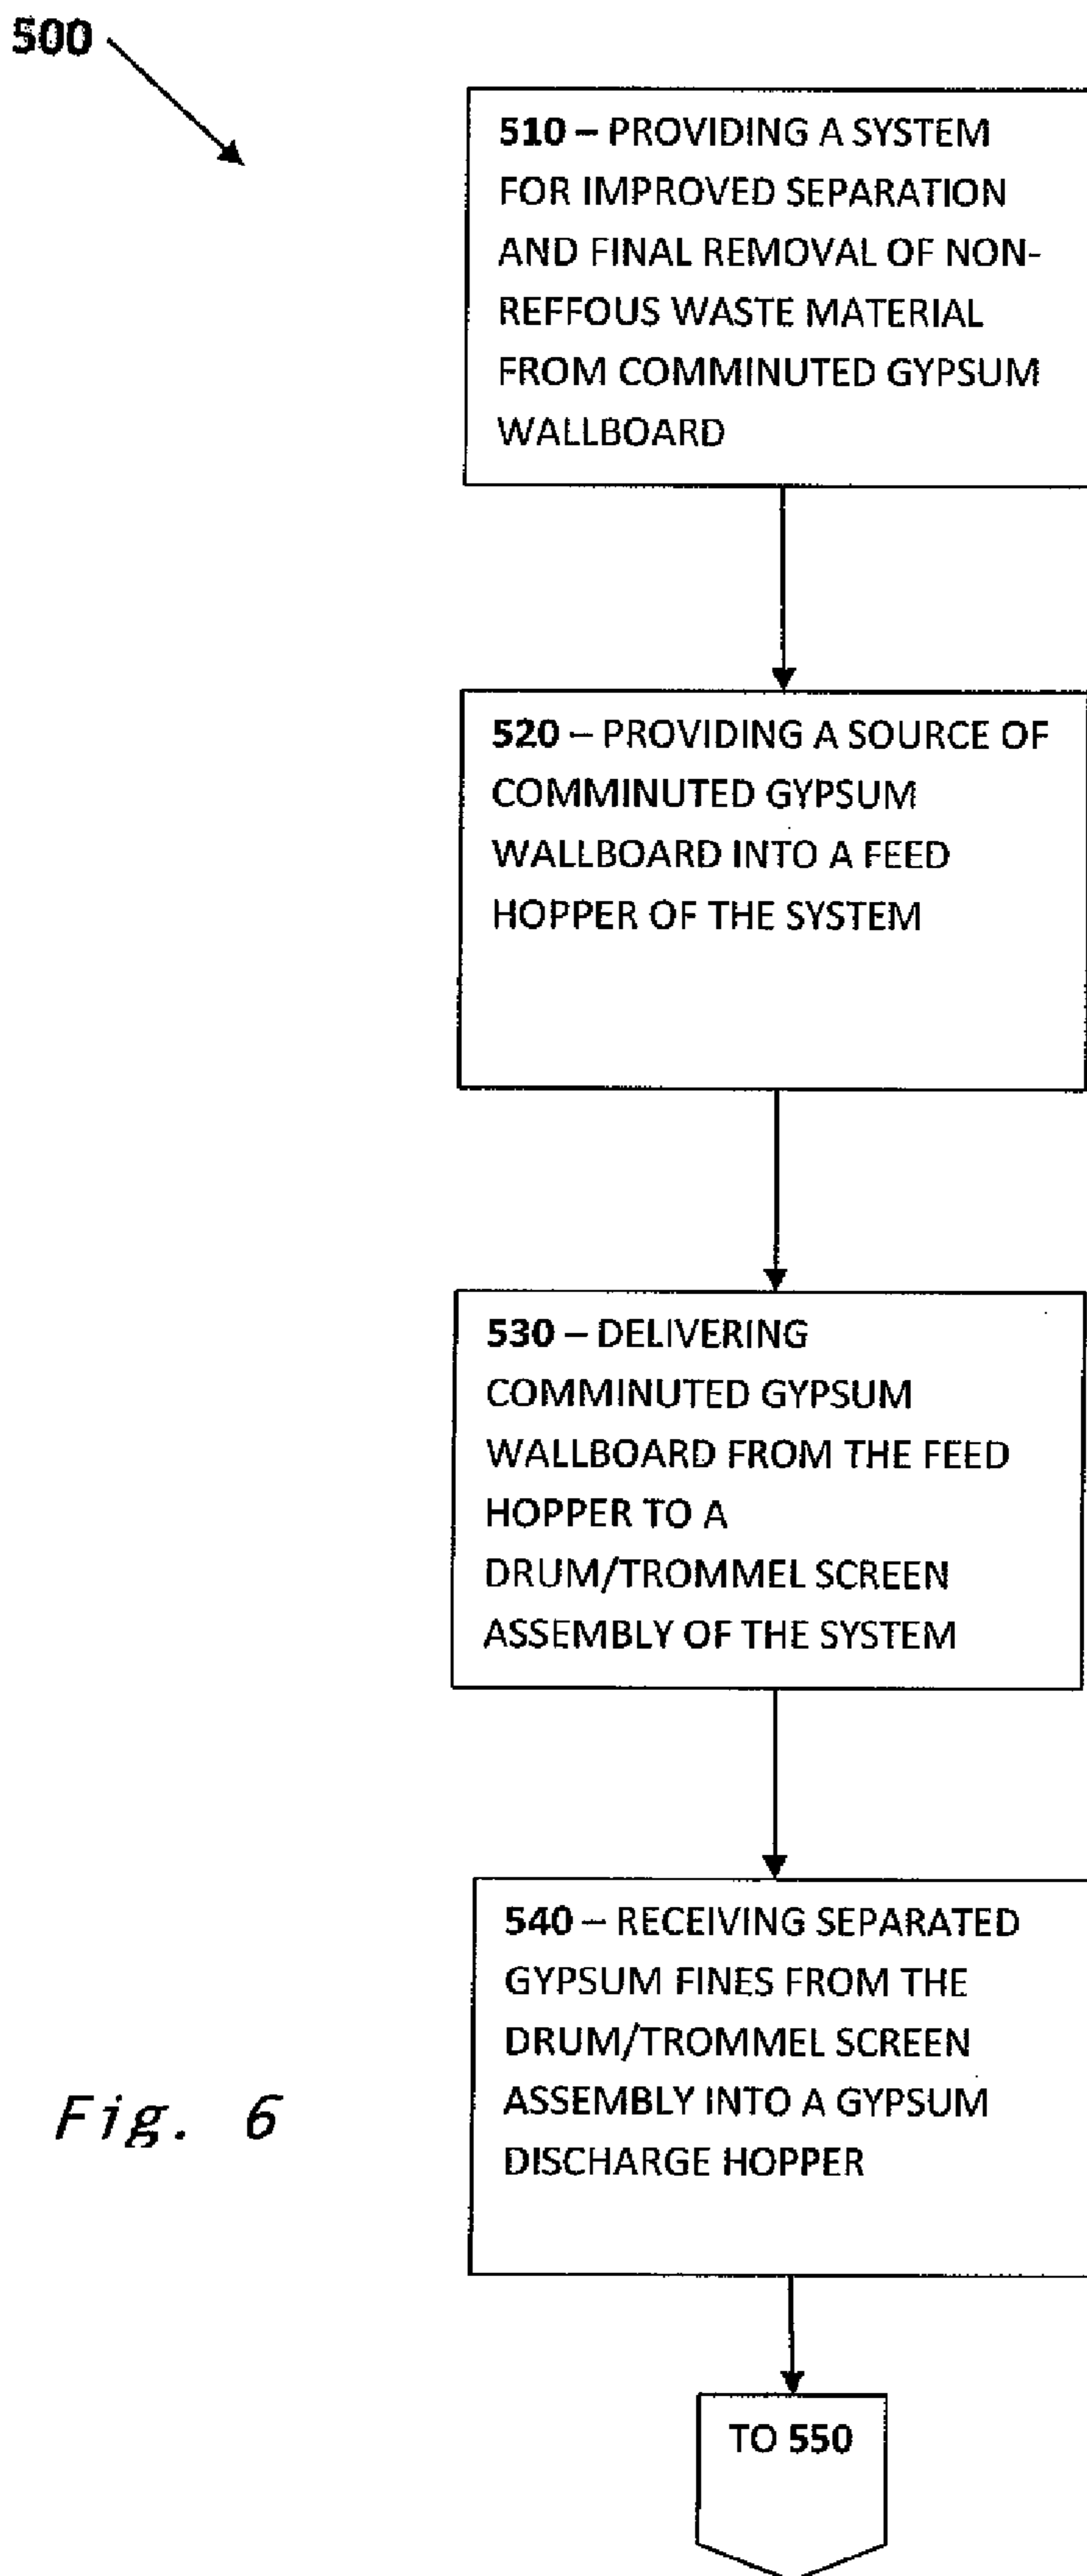 500
510 – PROVIDING A SYSTEM
FOR IMPROVED SEPARATION
AND FINAL REMOVAL OF NON-
REFFOUS WASTE MATERIAL
FROM COMMINUTED GYPSUM
WALLBOARD
520 – PROVIDING A SOURCE OF
COMMINUTED GYPSUM
WALLBOARD INTO A FEED
HOPPER OF THE SYSTEM
530 – DELIVERING
COMMINUTED GYPSUM
WALLBOARD FROM THE FEED
HOPPER TO A
DRUM/TROMMEL SCREEN
ASSEMBLY OF THE SYSTEM
540 – RECEIVING SEPARATED
GYPSUM FINES FROM THE
DRUM/TROMMEL SCREEN
ASSEMBLY INTO A GYPSUM
DISCHARGE HOPPER
Fig. 6
TO 550